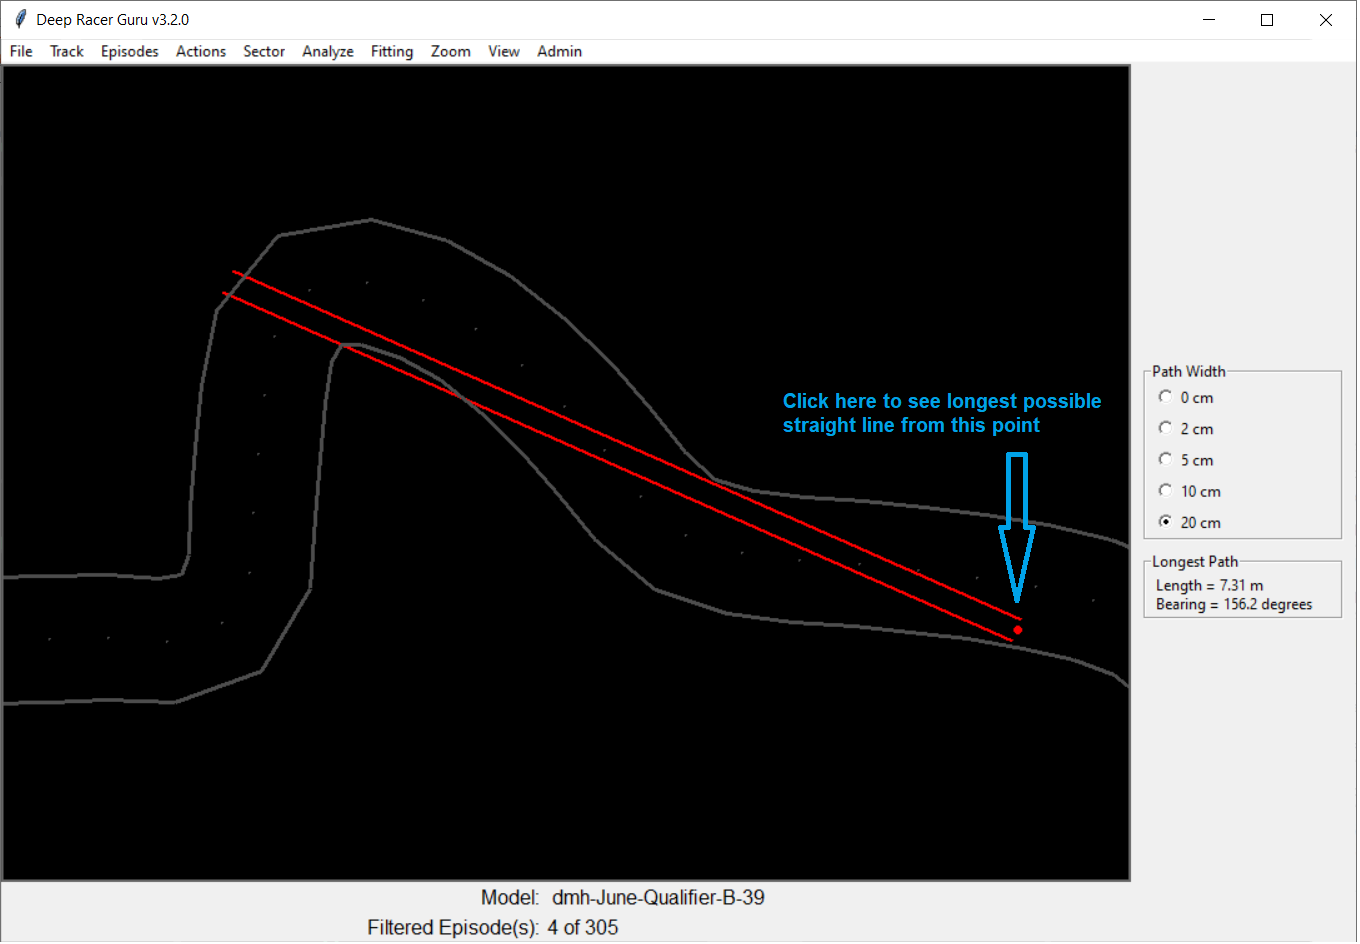 Deep Racer Guru v3.2.0
File Track Episodes Actions Sector Analyze Fitting Zoom View Admin
Click here to see longest possible
straight line from this point
Path Width
0 cm
2 cm
5 cm
10 cm
20 cm
Longest Path
Length = 7.31 m
Bearing = 156.2 degrees
Model: dmh-June-Qualifier-B-39
Filtered Episode(s): 4 of 305